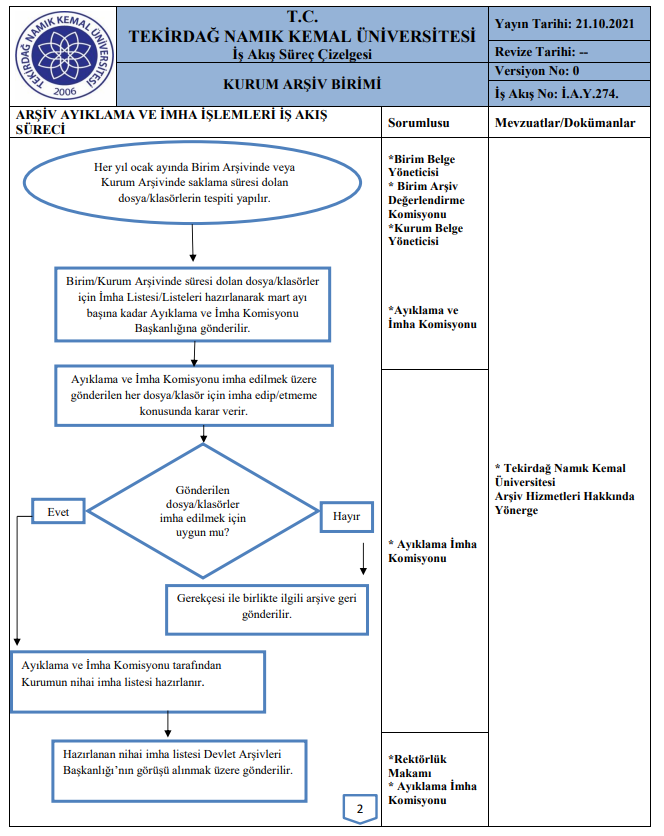 TEKİRDAĞ NAMIK KEMAL ÜNİVERSİTESİ
2006
T.C.
TEKİRDAĞ NAMIK KEMAL ÜNİVERSİTESİ
İş Akış Süreç Çizelgesi
KURUM ARŞİV BİRİMİ
Yayın Tarihi: 21.10.2021
Revize Tarihi: --
Versiyon No: 0
İş Akış No: İ.A.Y.274.
ARŞİV AYIKLAMA VE İMHA İŞLEMLERİ İŞ AKIŞ
SÜRECİ
Sorumlusu
Mevzuatlar/Dokümanlar
Her yıl ocak ayında Birim Arşivinde veya
Kurum Arşivinde saklama süresi dolan
dosya/klasörlerin tespiti yapılır.
*Birim Belge
Yöneticisi
* Birim Arşiv
Değerlendirme
Komisyonu
*Kurum Belge
Yöneticisi
Birim/Kurum Arşivinde süresi dolan dosya/klasörler
için İmha Listesi/Listeleri hazırlanarak mart ayı
başına kadar Ayıklama ve İmha Komisyonu
Başkanlığına gönderilir.
*Ayıklama ve
İmha Komisyonu
Ayıklama ve İmha Komisyonu imha edilmek üzere
gönderilen her dosya/klasör için imha edip/etmeme
konusunda karar verir.
Gönderilen
dosya/klasörler
imha edilmek için
uygun mu?
Evet
Hayır
* Tekirdağ Namık Kemal
Üniversitesi
Arşiv Hizmetleri Hakkında
Yönerge
* Ayıklama İmha
Komisyonu
Gerekçesi ile birlikte ilgili arşive geri
gönderilir.
Ayıklama ve İmha Komisyonu tarafından
Kurumun nihai imha listesi hazırlanır.
Hazırlanan nihai imha listesi Devlet Arşivleri
Başkanlığı'nın görüşü alınmak üzere gönderilir.
*Rektörlük
Makamı
* Ayıklama İmha
Komisyonu
2